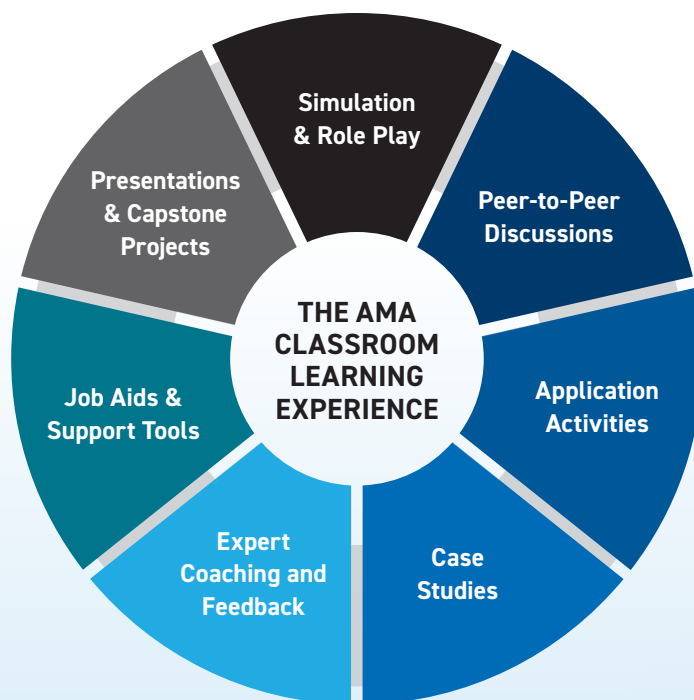 Simulation
& Role Play
Peer-to-Peer
Discussions
Application
Activities
Case
Studies
Expert
Coaching and
Feedback
Job Aids &
Support Tools
Presentations
& Capstone
Projects
THE AMA
CLASSROOM
LEARNING
EXPERIENCE